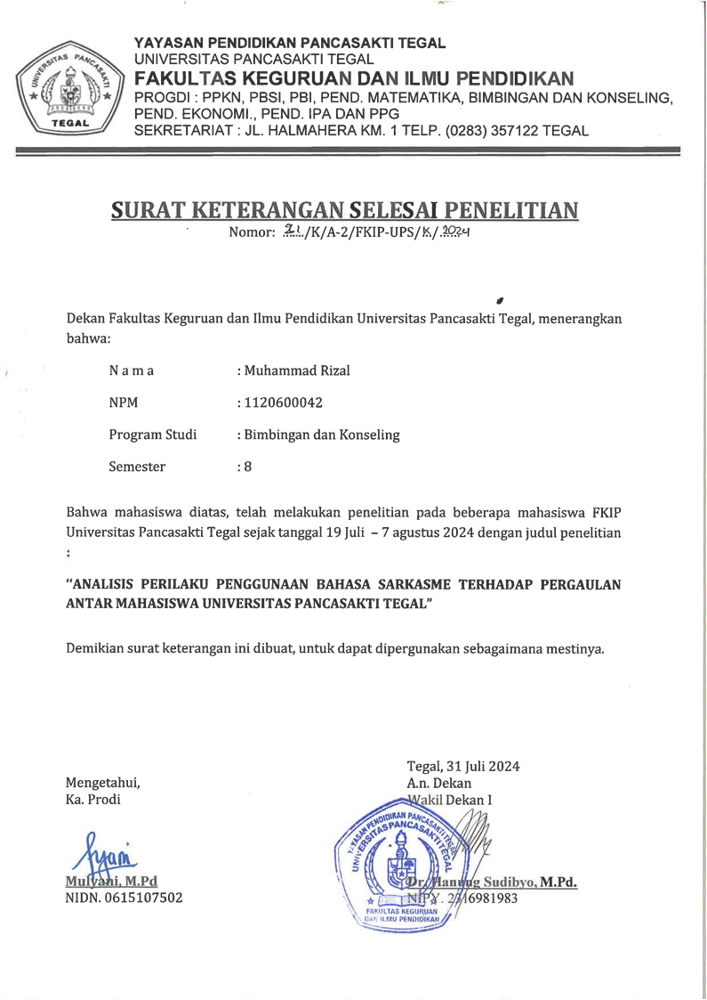 YAYASAN PENDIDIKAN PANCASAKTI TEGAL
UNIVERSITAS PANCASAKTI TEGAL
FAKULTAS KEGURUAN DAN ILMU PENDIDIKAN
PROGDI : PPKN, PBSI, PBI, PEND. MATEMATIKA, BIMBINGAN DAN KONSELING,
PEND. EKONOMI., PEND. IPA DAN PPG
SEKRETARIAT : JL. HALMAHERA KM. 1 TELP. (0283) 357122 TEGAL
UNIVERSITAS PANCASAKTI
TEGAL
SURAT KETERANGAN SELESAI PENELITIAN
Nomor: /K/A-2/FKIP-UPS/ /2024
Dekan Fakultas Keguruan dan Ilmu Pendidikan Universitas Pancasakti Tegal, menerangkan
bahwa:
N a m a : Muhammad Rizal
NPM : 1120600042
Program Studi : Bimbingan dan Konseling
Semester : 8
Bahwa mahasiswa diatas, telah melakukan penelitian pada beberapa mahasiswa FKIP
Universitas Pancasakti Tegal sejak tanggal 19 Juli – 7 agustus 2024 dengan judul penelitian
:
“ANALISIS PERILAKU PENGGUNAAN BAHASA SARKASME TERHADAP PERGAULAN
ANTAR MAHASISWA UNIVERSITAS PANCASAKTI TEGAL”
Demikian surat keterangan ini dibuat, untuk dapat dipergunakan sebagaimana mestinya.
Tegal, 31 Juli 2024
Mengetahui,
A.n. Dekan
Ka. Prodi
Wakil Dekan I
YAYASAN PENDIDIKAN PANCASAKTI TEGAL
UNIVERSITAS PANCASAKTI TEGAL
Mulyani, M.Pd
Dr. Hanung Sudibyo, M.Pd.
NIDN. 0615107502
NIPY. 2316981983
FAKULTAS KEGURUAN
DAN ILMU PENDIDIKAN